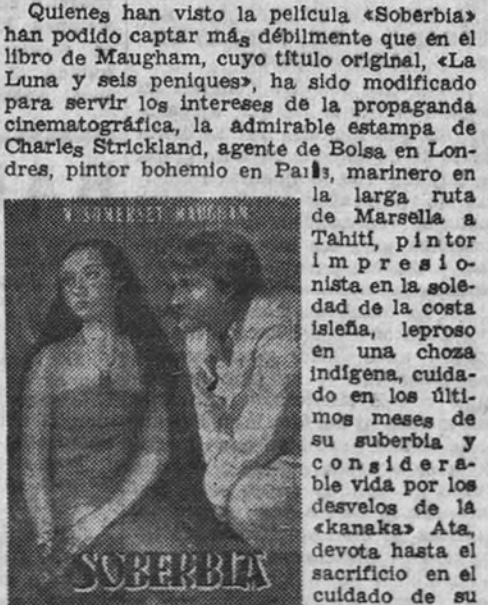 Quienes han visto la película «Soberbia»
han podido captar más débilmente que en el
libro de Maugham, cuyo título original, «La
Luna y seis peniques», ha sido modificado
para servir los intereses de la propaganda
cinematográfica, la admirable estampa de
Charles Strickland, agente de Bolsa en Lon-
dres, pintor bohemio en París, marinero en
la larga ruta
de Marsella a
Tahití, pintor
impresio-
nista en la sole-
dad de la costa
isleña, leproso
en una choza
indígena, cuida-
do en los últi-
mos meses de
su suberbia y
considera-
ble vida por los
desvelos de la
«kanaka» Ata,
devota hasta el
sacrificio en el
cuidado de su
W. SOMERSET MAUGHAM
SOBERBIA